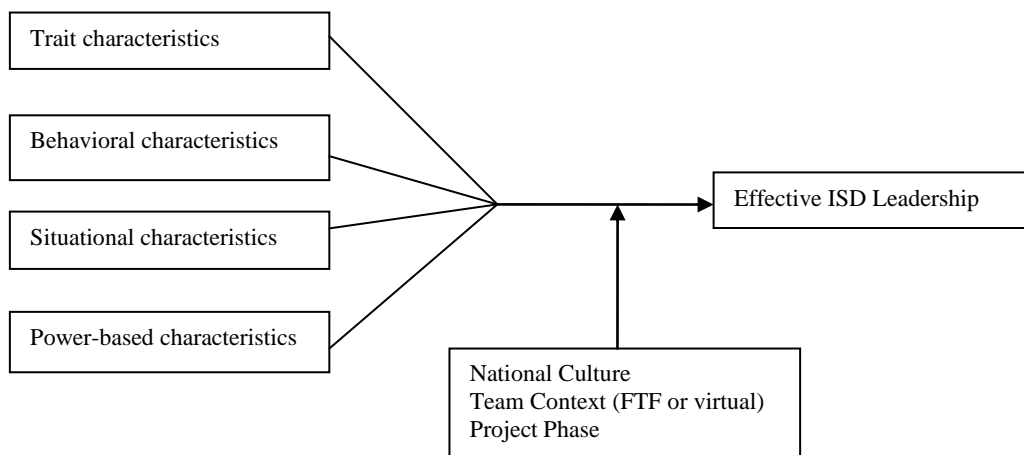 Trait characteristics
Behavioral characteristics
Situational characteristics
Power-based characteristics
Effective ISD Leadership
National Culture
Team Context (FTF or virtual)
Project Phase